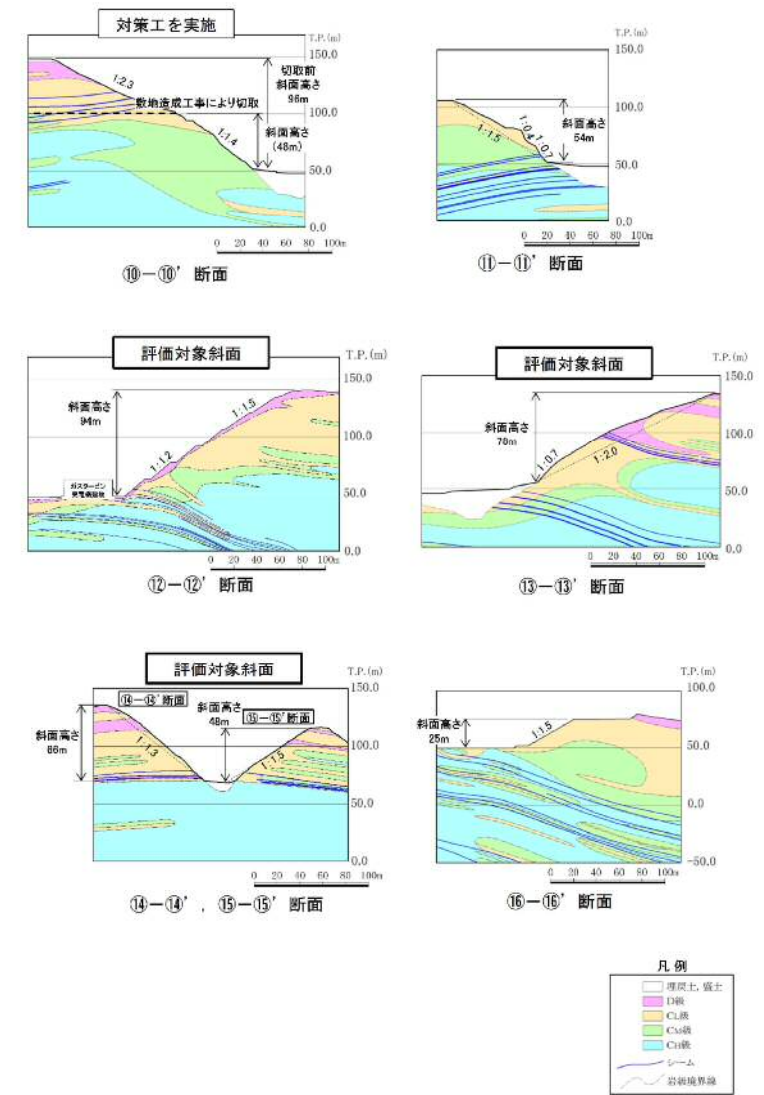 対策工を実施
T.P.(m)
150.0
100.0
50.0
0.0
1:2.3
切取前
斜面高さ
96m
敷地造成工事により切取
斜面高さ
(48m)
1:1.4
0 20 40 60 80 100m
⑩-⑩' 断面
T.P.(m)
150.0
100.0
50.0
0.0
1:1.5
1:0.4
1:0.7
斜面高さ
54m
0 20 40 60 80 100m
⑪-⑪' 断面
評価対象斜面
T.P.(m)
150.0
100.0
50.0
0.0
斜面高さ
94m
1:1.5
1:1.2
ガスタービン
発電機建屋
0 20 40 60 80 100m
⑫-⑫' 断面
評価対象斜面
T.P.(m)
150.0
100.0
50.0
0.0
斜面高さ
78m
1:0.7
1:2.0
0 20 40 60 80 100m
⑬-⑬' 断面
評価対象斜面
T.P.(m)
150.0
100.0
50.0
0.0
⑭-⑭' 断面
斜面高さ
66m
1:1.3
斜面高さ
48m
⑮-⑮' 断面
1:1.5
0 20 40 60 80 100m
⑭-⑭' , ⑮-⑮' 断面
T.P.(m)
100.0
50.0
0.0
-50.0
斜面高さ
25m
1:1.5
0 20 40 60 80 100m
⑯-⑯' 断面
凡 例
埋戻土, 盛土
D級
CL級
CM級
CH級
シーム
岩級境界線